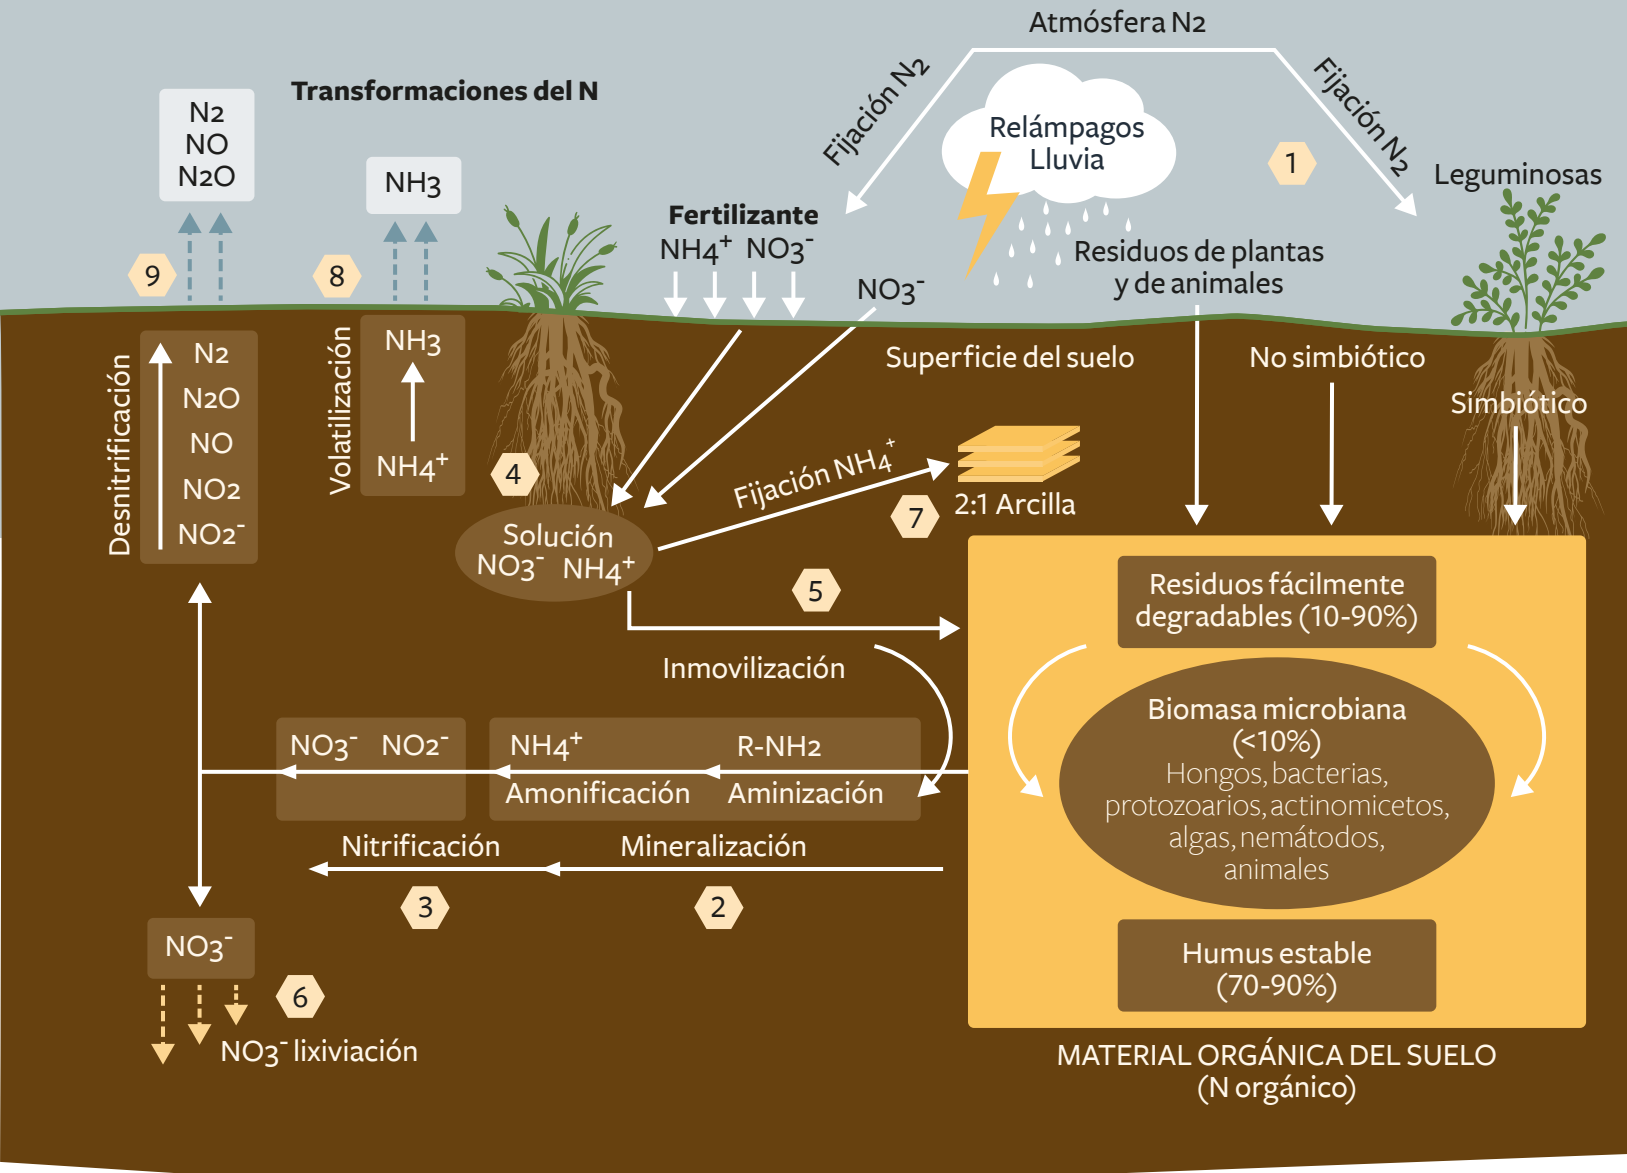 Atmósfera N2
Transformaciones del N
Fijación N2
Fijación N2
Relámpagos
Lluvia
1
Leguminosas
N2
NO
N2O
NH3
Fertilizante
NH4+ NO3-
NO3-
Residuos de plantas
y de animales
9
8
Desnitrificación
N2
N2O
NO
NO2
NO2-
Volatilización
NH3
NH4+
Superficie del suelo
No simbiótico
Simbiótico
4
Fijación NH4+
7
2:1 Arcilla
Solución
NO3- NH4+
5
Inmovilización
Residuos fácilmente
degradables (10-90%)
Biomasa microbiana
(<10%)
Hongos, bacterias,
protozoarios, actinomicetos,
algas, nemátodos,
animales
Humus estable
(70-90%)
MATERIAL ORGÁNICA DEL SUELO
(N orgánico)
NO3- NO2-
NH4+
R-NH2
Amonificación
Aminización
Nitrificación
Mineralización
3
2
NO3-
6
NO3- lixiviación